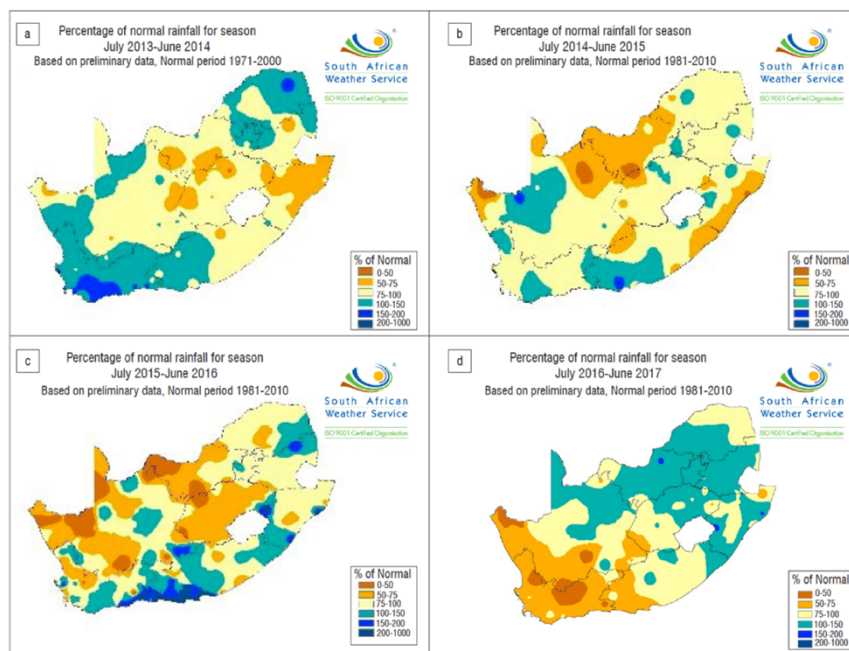 a
Percentage of normal rainfall for season
July 2013-June 2014
Based on preliminary data, Normal period 1971-2000
South African
Weather Service
ISO 9001 Certified Organisation
% of Normal
0-50
50-75
75-100
100-150
150-200
200-1000
b
Percentage of normal rainfall for season
July 2014-June 2015
Based on preliminary data, Normal period 1981-2010
South African
Weather Service
ISO 9001 Certified Organisation
% of Normal
0-50
50-75
75-100
100-150
150-200
200-1000
c
Percentage of normal rainfall for season
July 2015-June 2016
Based on preliminary data, Normal period 1981-2010
South African
Weather Service
ISO 9001 Certified Organisation
% of Normal
0-50
50-75
75-100
100-150
150-200
200-1000
d
Percentage of normal rainfall for season
July 2016-June 2017
Based on preliminary data, Normal period 1981-2010
South African
Weather Service
ISO 9001 Certified Organisation
% of Normal
0-50
50-75
75-100
100-150
150-200
200-1000